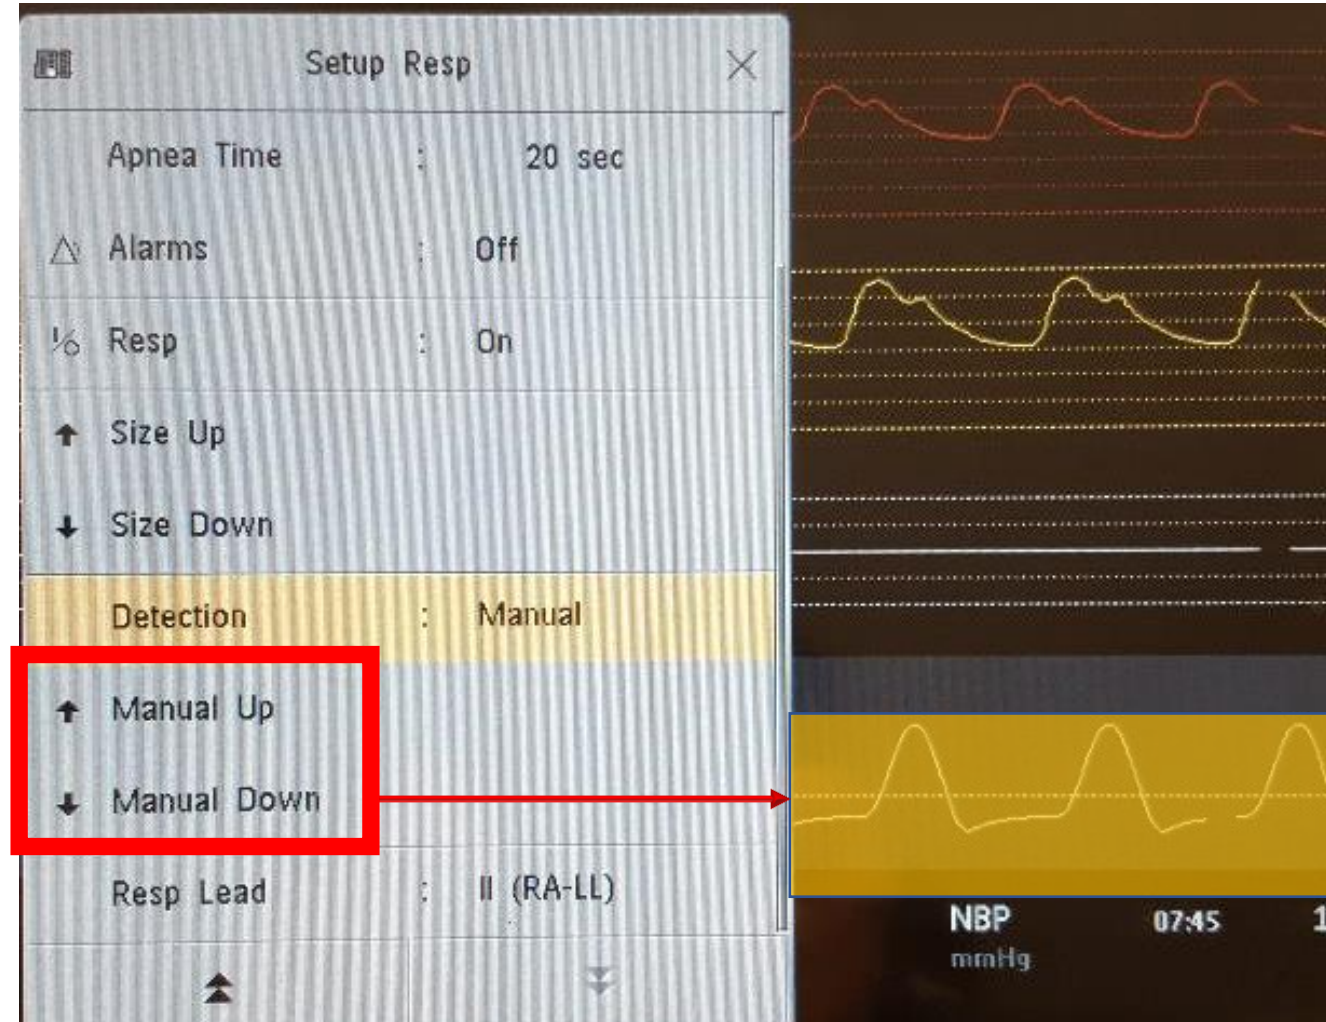 Setup Resp
Apnea Time : 20 sec
Alarms : Off
Resp : On
Size Up
Size Down
Detection : Manual
Manual Up
Manual Down
Resp Lead : II (RA-LL)
NBP 07:45
mmHg